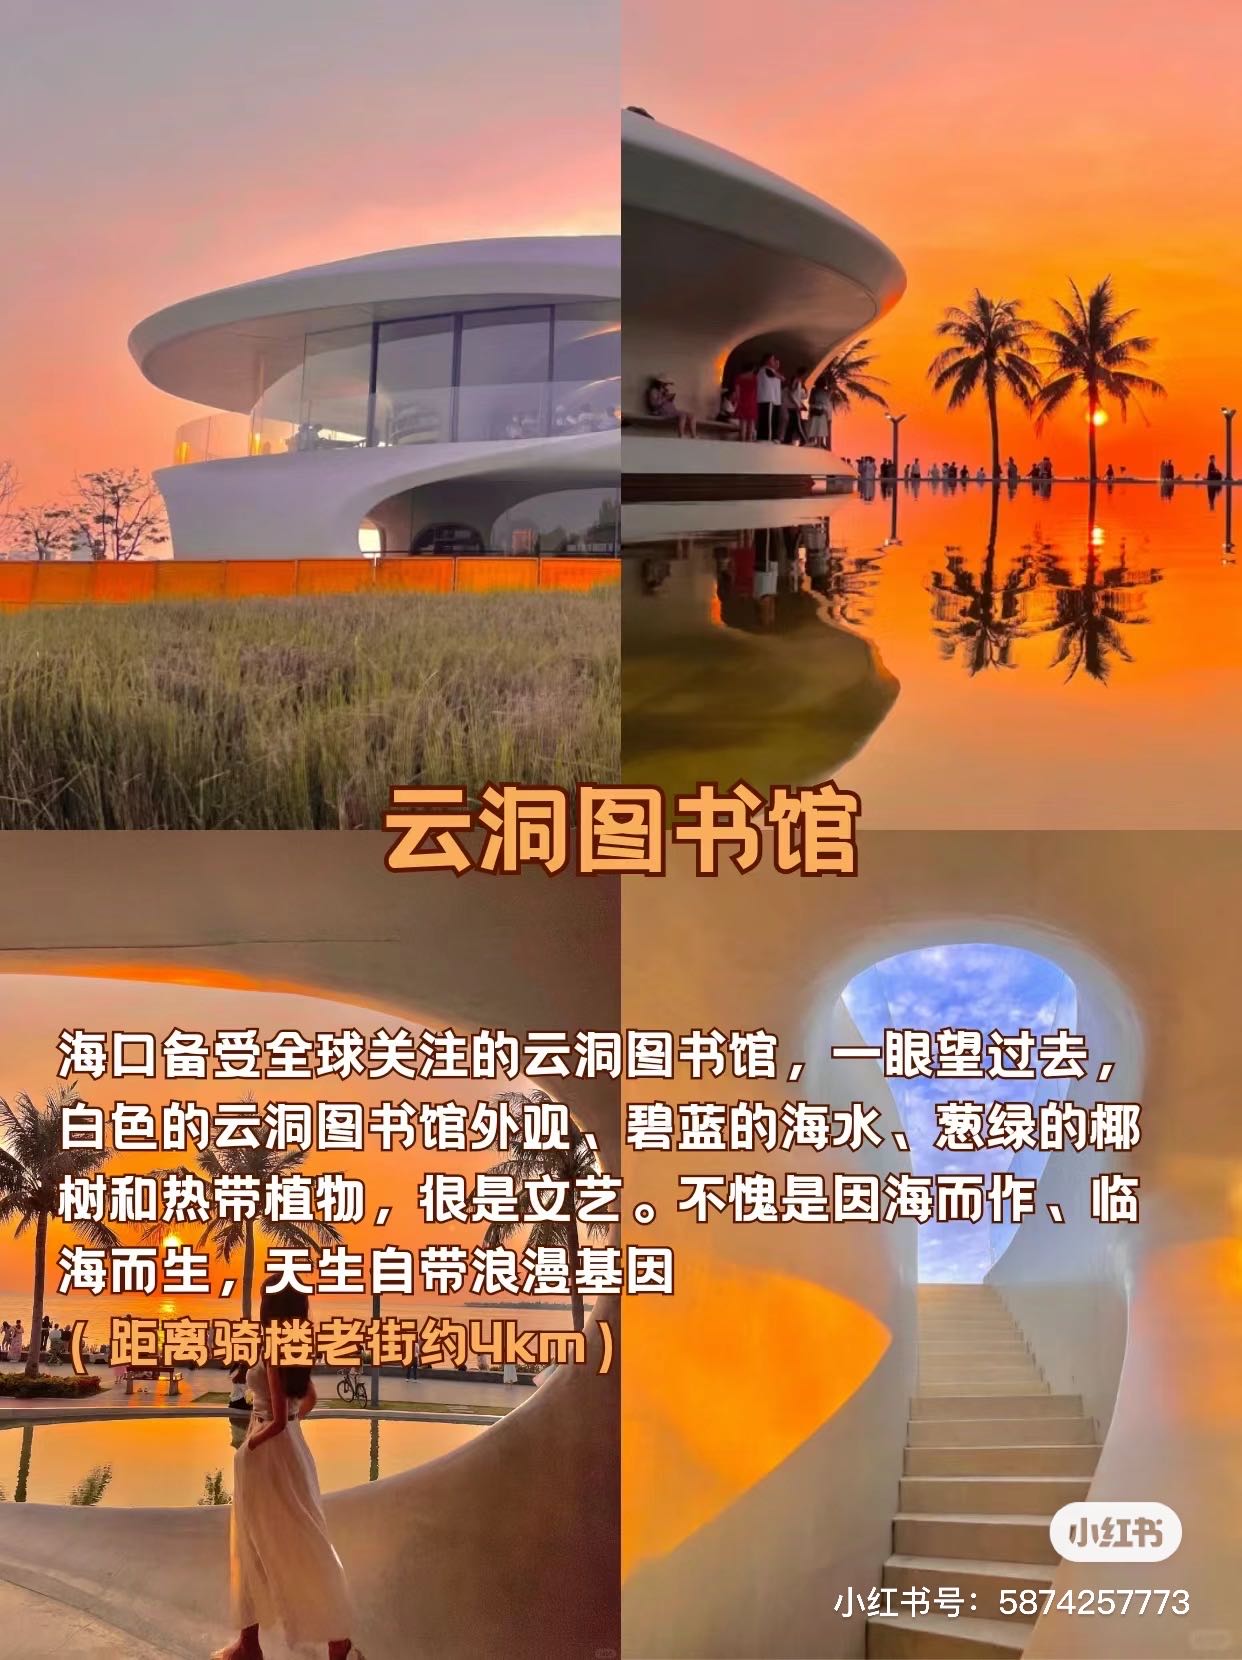 云洞图书馆
海口备受全球关注的云洞图书馆，一眼望过去，
白色的云洞图书馆外观、碧蓝的海水、葱绿的椰
树和热带植物，很是文艺。不愧是因海而作、临
海而生，天生自带浪漫基因
（距离骑楼老街约4km）
小红书
小红书号：5874257773